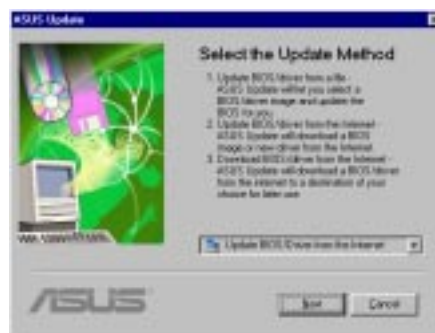 ASUS Update
Select the Update Method
1. Update BIOS/driver from a file -
ASUS Update will let you select a
BIOS/driver image and update the
BIOS for you
2. Update BIOS/driver from the Internet -
ASUS Update will download a BIOS
image or new driver from the Internet
3. Download BIOS/driver from the Internet -
ASUS Update will download a BIOS/driver
from the internet to a destination of your
choice for later use
Update BIOS/Driver from the Internet
ASUS
Next
Cancel